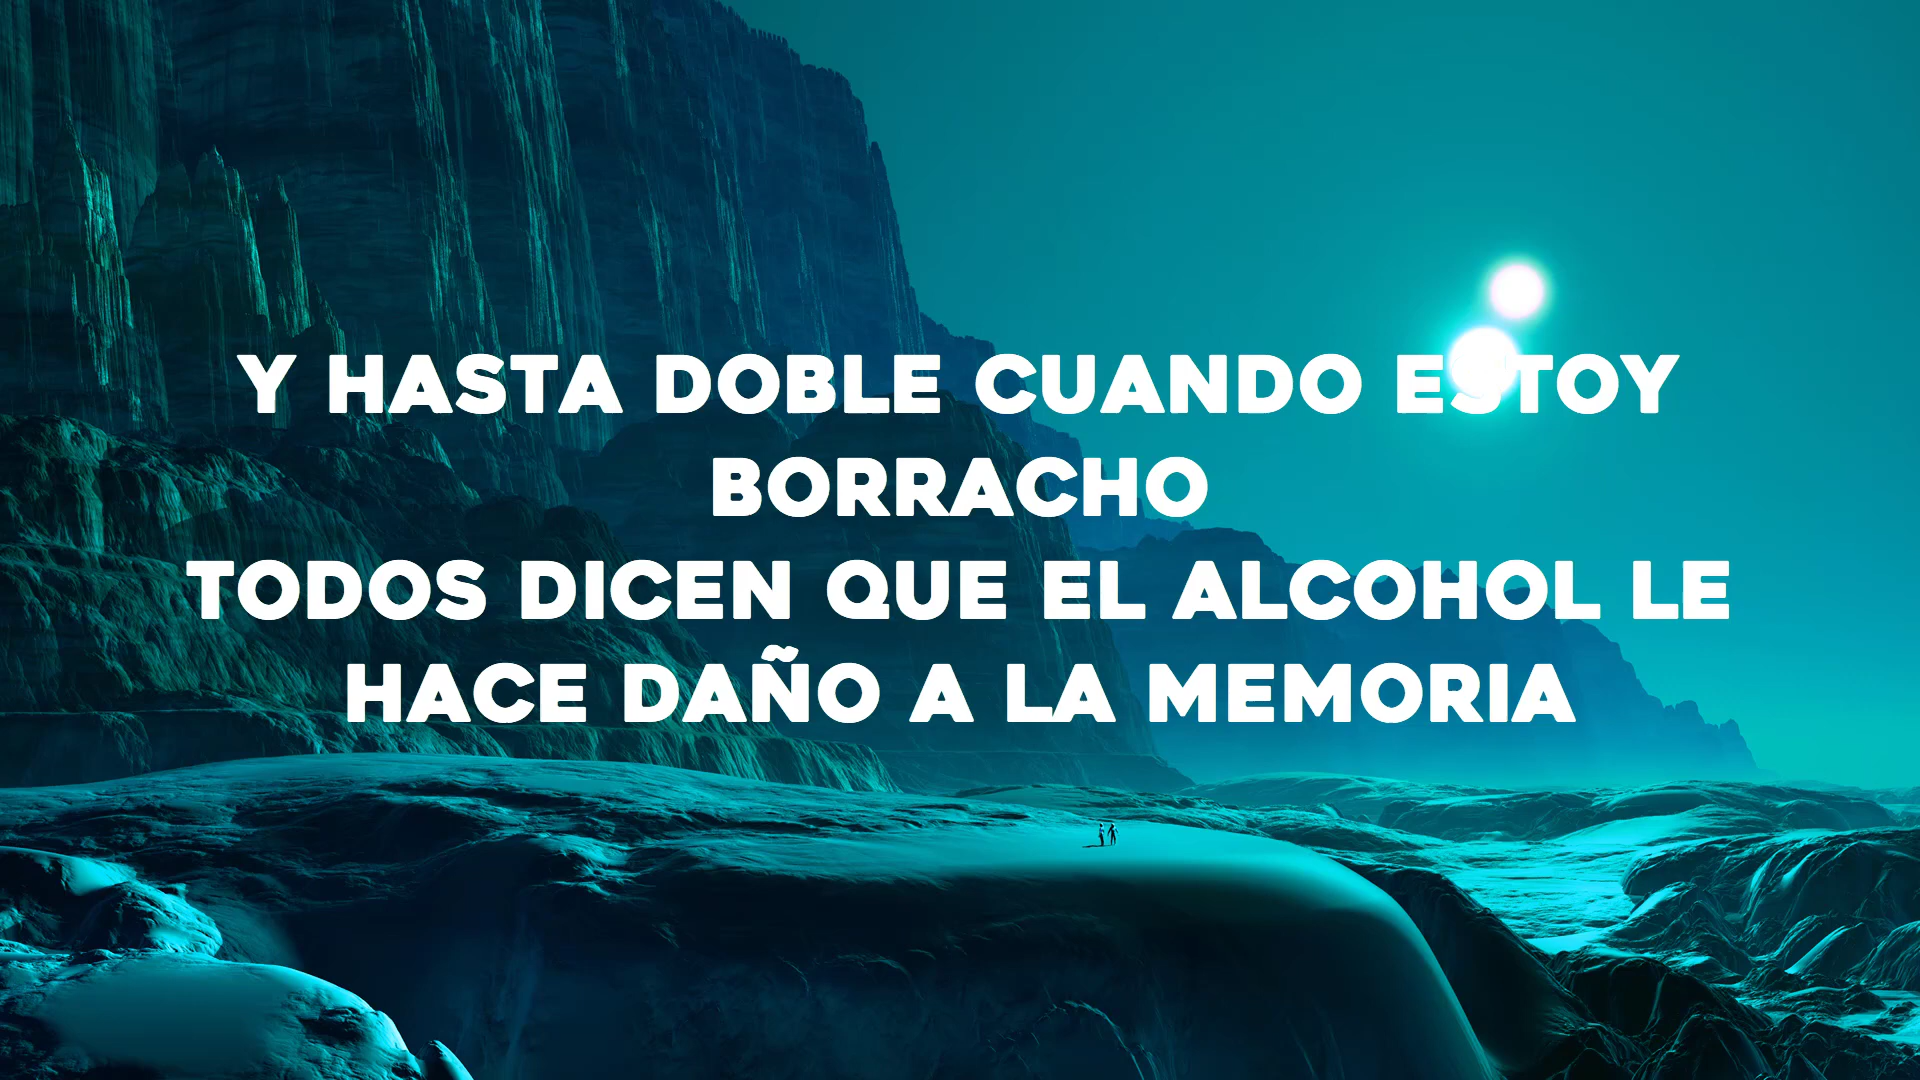 Y HASTA DOBLE CUANDO ESTOY
BORRACHO
TODOS DICEN QUE EL ALCOHOL LE
HACE DAÑO A LA MEMORIA